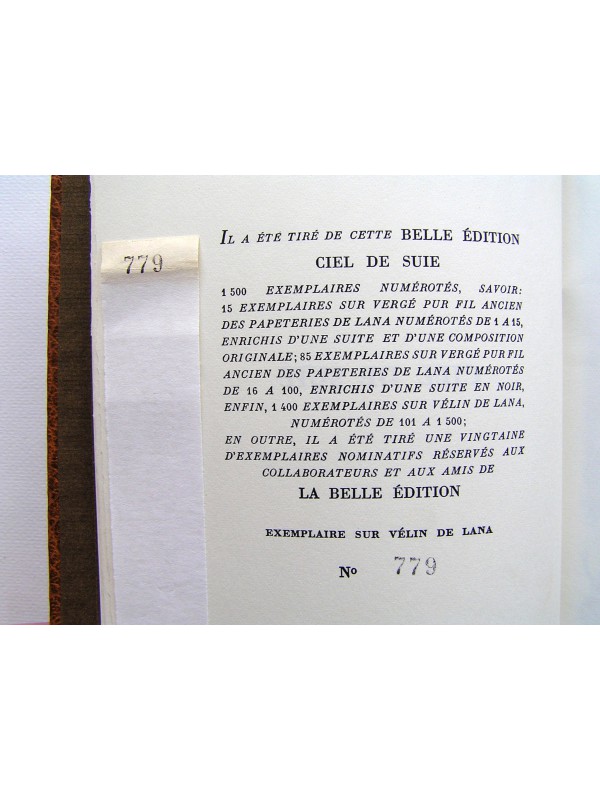 779
IL A ÉTÉ TIRÉ DE CETTE BELLE ÉDITION
CIEL DE SUIE
1 500 EXEMPLAIRES NUMÉROTÉS, SAVOIR:
15 EXEMPLAIRES SUR VERGÉ PUR FIL ANCIEN
DES PAPETERIES DE LANA NUMÉROTÉS DE 1 A 15,
ENRICHIS D'UNE SUITE ET D'UNE COMPOSITION
ORIGINALE; 85 EXEMPLAIRES SUR VERGÉ PUR FIL
ANCIEN DES PAPETERIES DE LANA NUMÉROTÉS
DE 16 A 100, ENRICHIS D'UNE SUITE EN NOIR,
ENFIN, 1 400 EXEMPLAIRES SUR VÉLIN DE LANA,
NUMÉROTÉS DE 101 A 1 500;
EN OUTRE, IL A ÉTÉ TIRÉ UNE VINGTAINE
D'EXEMPLAIRES NOMINATIFS RÉSERVÉS AUX
COLLABORATEURS ET AUX AMIS DE
LA BELLE ÉDITION
EXEMPLAIRE SUR VÉLIN DE LANA
No 779